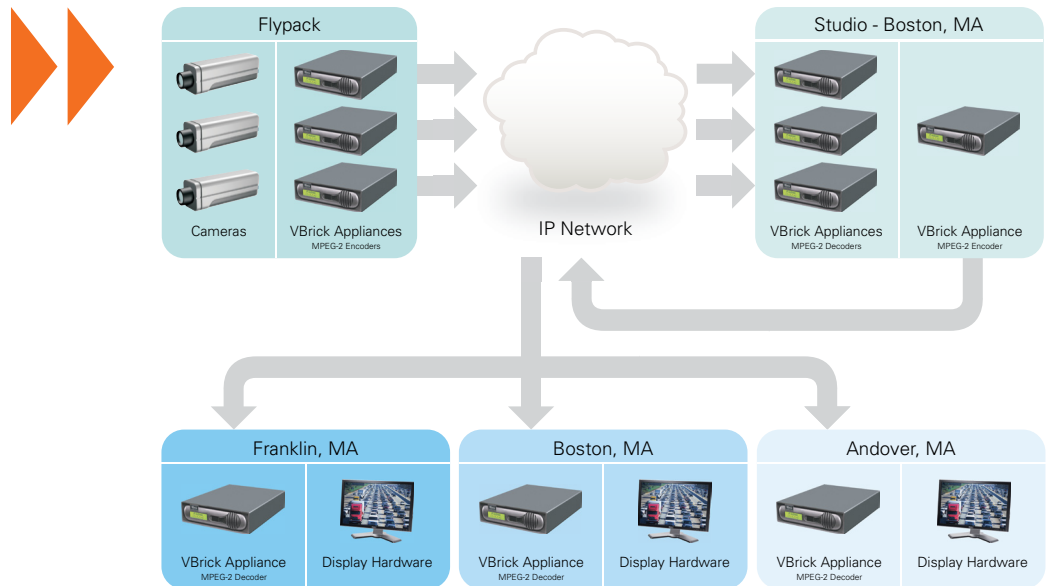 Flypack
Studio - Boston, MA
Cameras
VBrick Appliances
MPEG-2 Encoders
IP Network
VBrick Appliances
MPEG-2 Decoders
VBrick Appliance
MPEG-2 Encoder
Franklin, MA
Boston, MA
Andover, MA
VBrick Appliance
MPEG-2 Decoder
Display Hardware
VBrick Appliance
MPEG-2 Decoder
Display Hardware
VBrick Appliance
MPEG-2 Decoder
Display Hardware